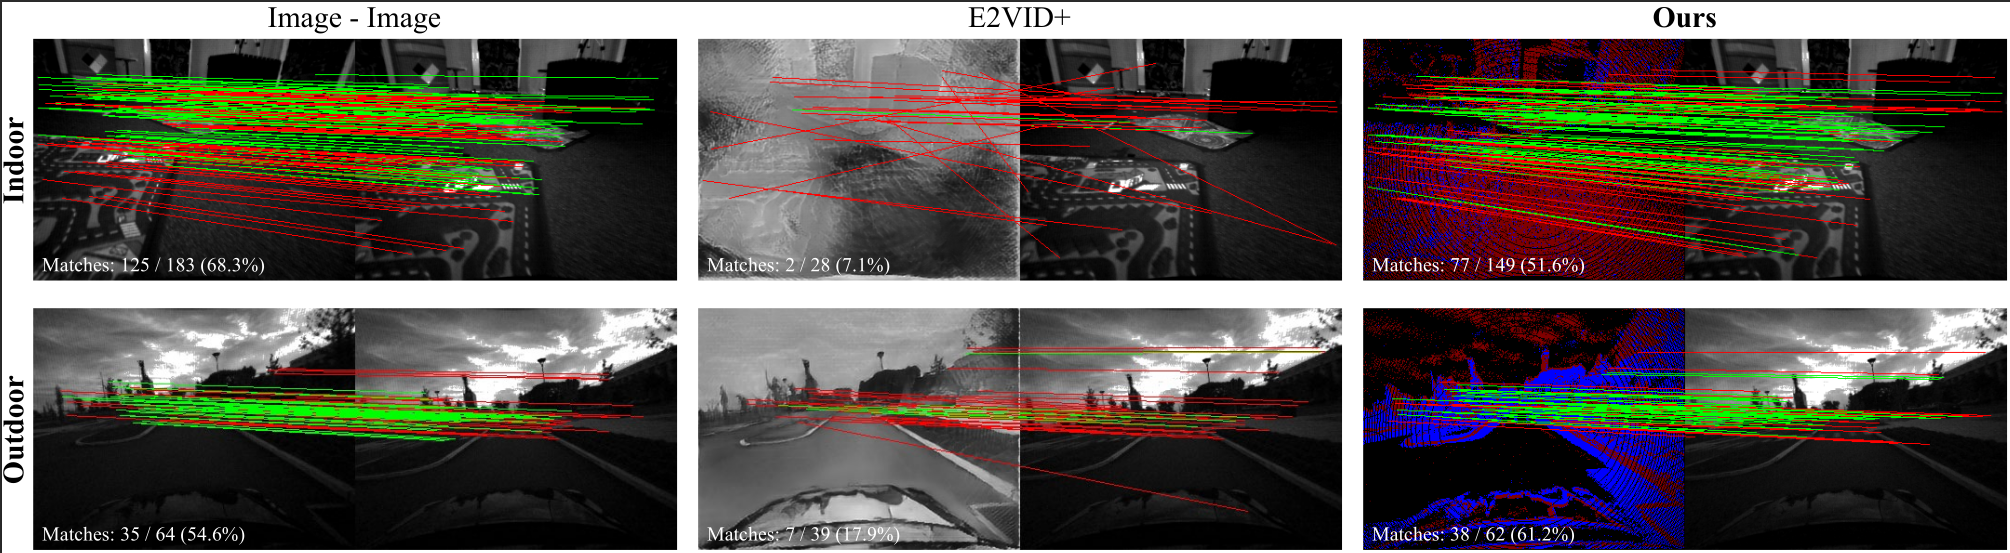 Image - Image
E2VID+
Ours
Indoor
Matches: 125 / 183 (68.3%)
Matches: 2 / 28 (7.1%)
Matches: 77 / 149 (51.6%)
Outdoor
Matches: 35 / 64 (54.6%)
Matches: 7 / 39 (17.9%)
Matches: 38 / 62 (61.2%)